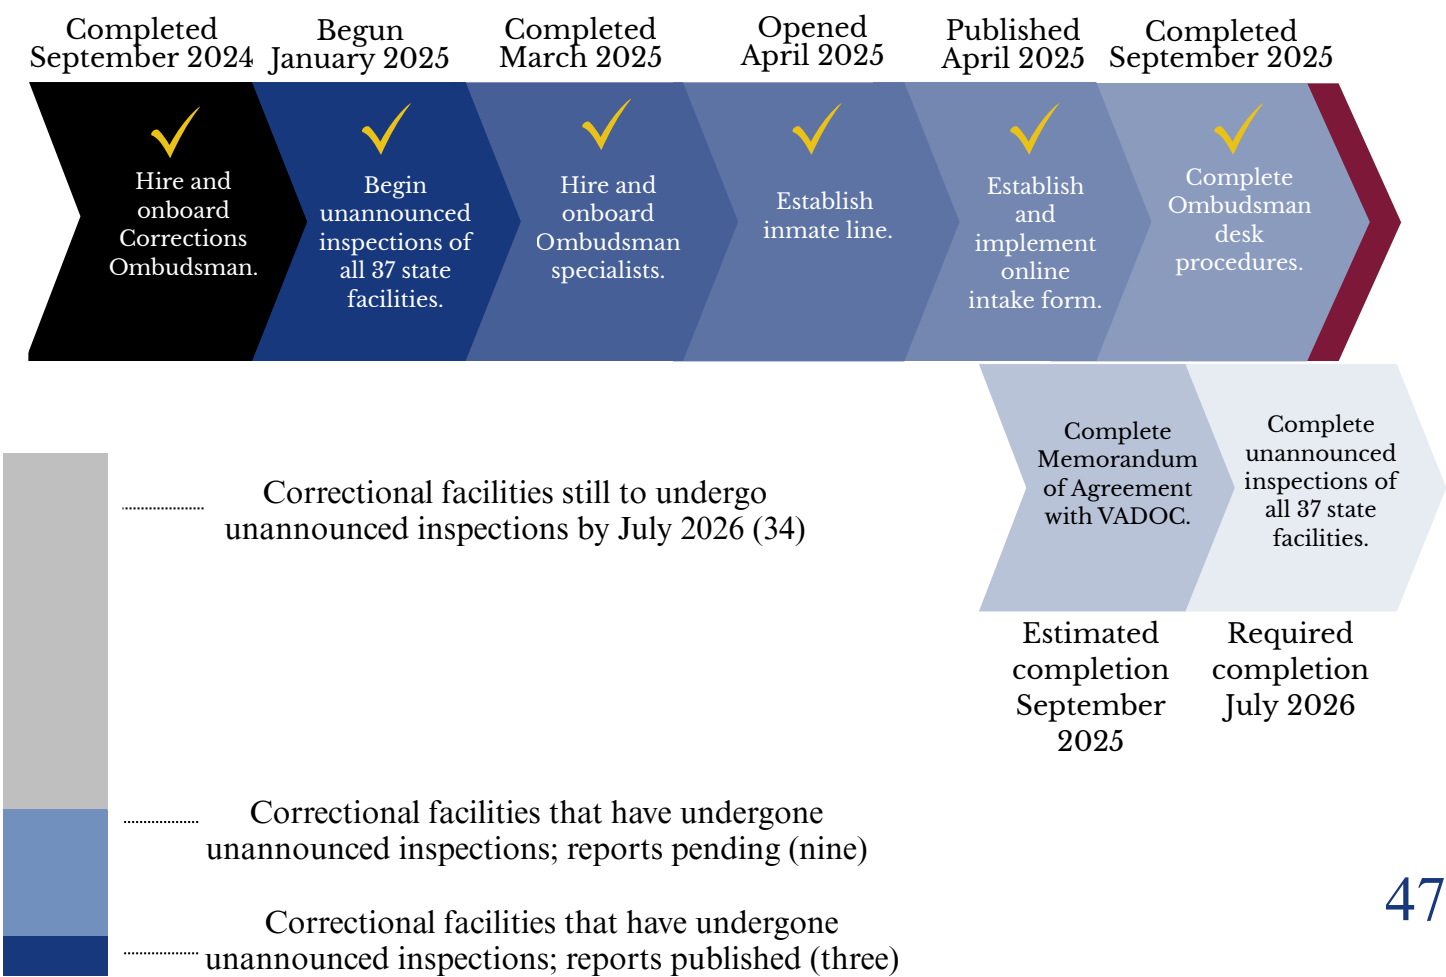 Completed
September 2024
Begun
January 2025
Completed
March 2025
Opened
April 2025
Published
April 2025
Completed
September 2025
Hire and
onboard
Corrections
Ombudsman.
Begin
unannounced
inspections of
all 37 state
facilities.
Hire and
onboard
Ombudsman
specialists.
Establish
inmate line.
Establish
and
implement
online
intake form.
Complete
Ombudsman
desk
procedures.
Complete
Memorandum
of Agreement
with VADOC.
Complete
unannounced
inspections of
all 37 state
facilities.
Estimated
completion
September
2025
Required
completion
July 2026
Correctional facilities still to undergo
unannounced inspections by July 2026 (34)
Correctional facilities that have undergone
unannounced inspections; reports pending (nine)
Correctional facilities that have undergone
unannounced inspections; reports published (three)
47